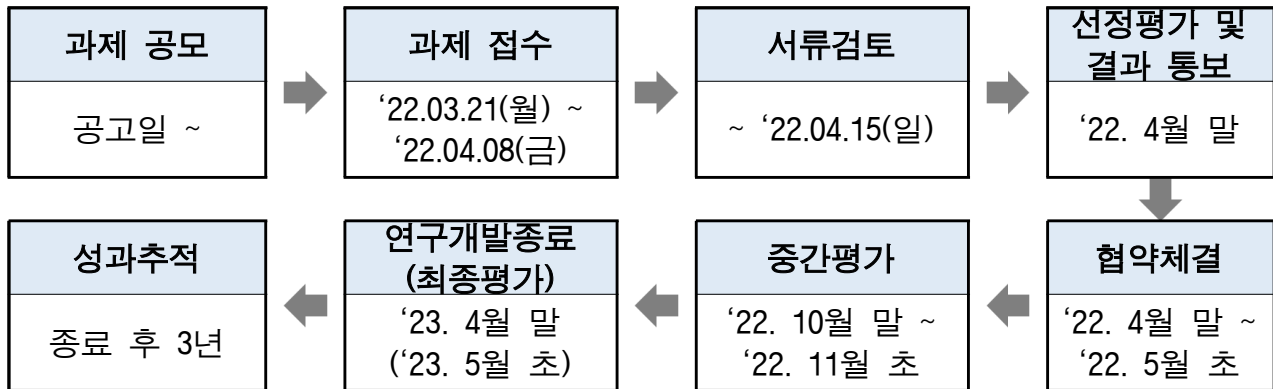 과제 공모
공고일 ~
과제 접수
‘22.03.21(월) ~
‘22.04.08(금)
서류검토
~ ‘22.04.15(일)
선정평가 및
결과 통보
‘22. 4월 말
협약체결
‘22. 4월 말 ~
‘22. 5월 초
중간평가
‘22. 10월 말 ~
‘22. 11월 초
연구개발종료
(최종평가)
‘23. 4월 말
(‘23. 5월 초)
성과추적
종료 후 3년